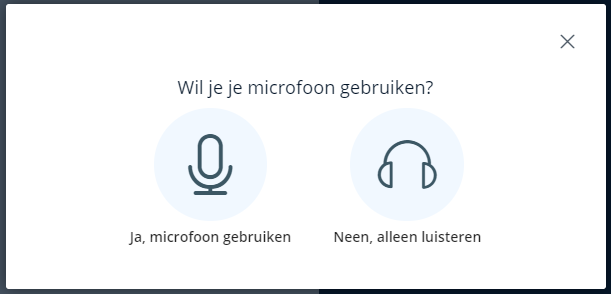 Wil je je microfoon gebruiken?
Ja, microfoon gebruiken
Neen, alleen luisteren